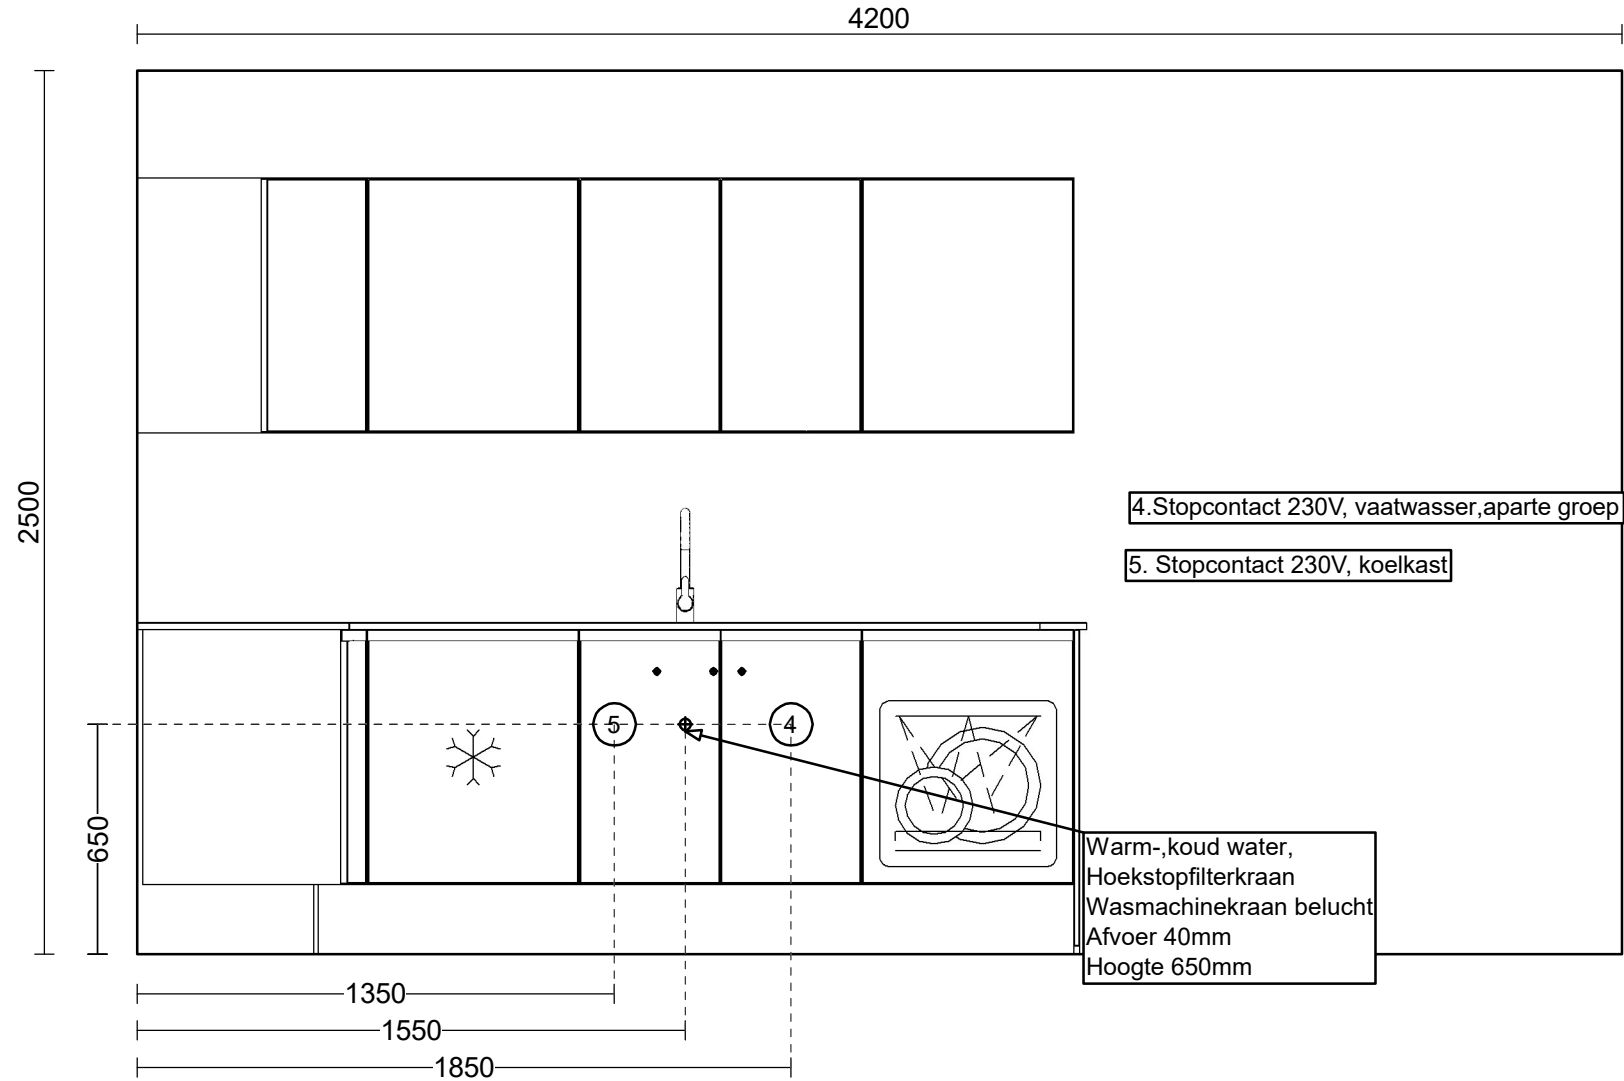 4200
2500
4.Stopcontact 230V, vaatwasser,aparte groep
5. Stopcontact 230V, koelkast
5
4
650
Warm-,koud water,
Hoekstopfilterkraan
Wasmachinekraan belucht
Afvoer 40mm
Hoogte 650mm
1350
1550
1850